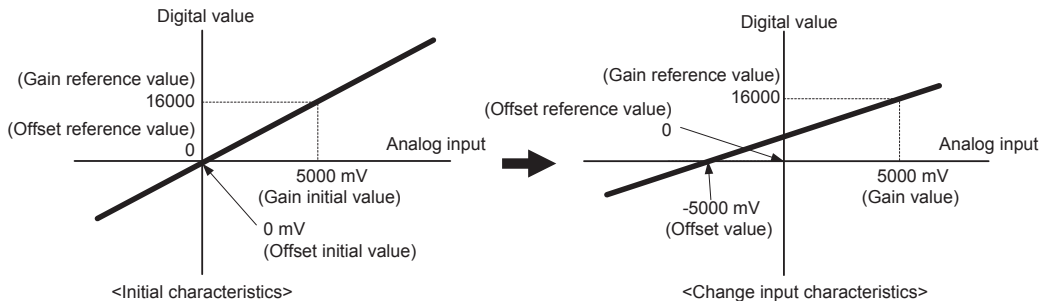 Digital value
(Gain reference value)
16000
(Offset reference value)
0
Analog input
5000 mV
(Gain initial value)
0 mV
(Offset initial value)
<Initial characteristics>
Digital value
(Gain reference value)
16000
(Offset reference value)
0
Analog input
-5000 mV
(Offset value)
5000 mV
(Gain value)
<Change input characteristics>